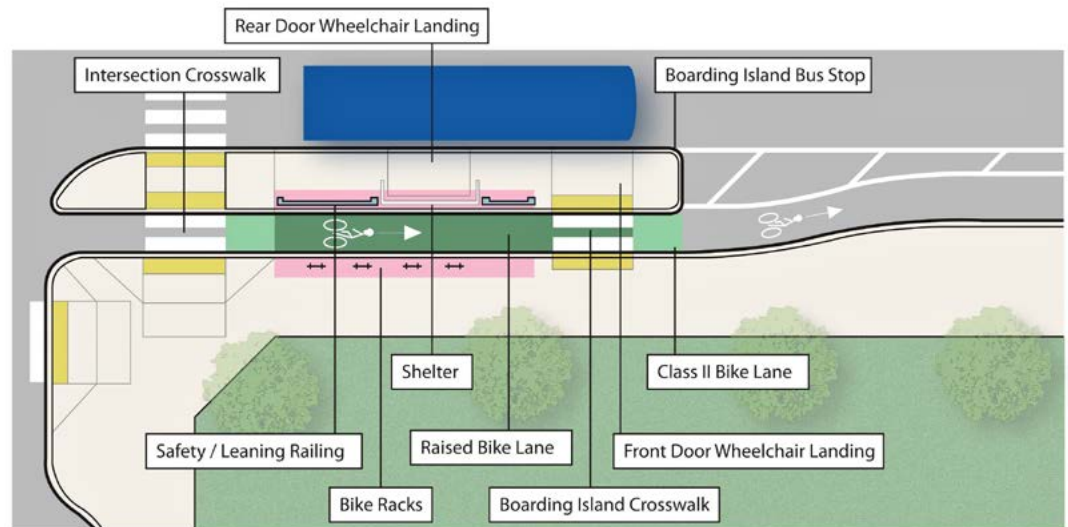 Rear Door Wheelchair Landing
Intersection Crosswalk
Boarding Island Bus Stop
Shelter
Class II Bike Lane
Safety / Leaning Railing
Raised Bike Lane
Front Door Wheelchair Landing
Bike Racks
Boarding Island Crosswalk